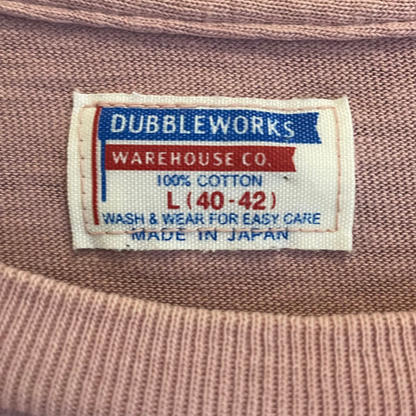 DUBBLEWORKS
WAREHOUSE CO.
100% COTTON
L (40-42)
WASH & WEAR FOR EASY CARE
MADE IN JAPAN